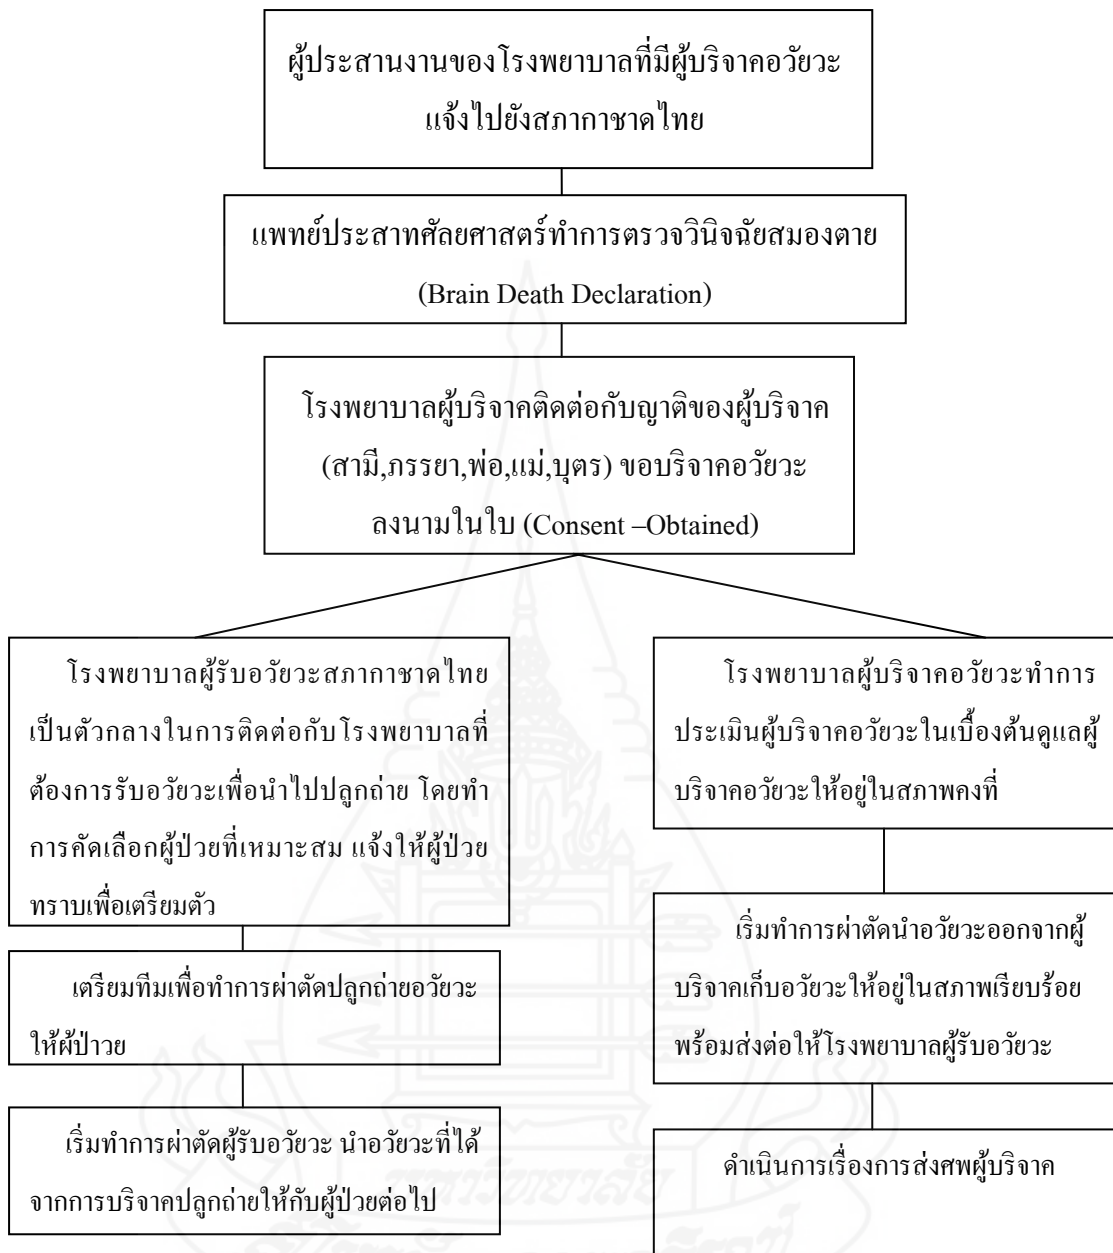 ผู้ประสานงานของโรงพยาบาลที่มีผู้บริจาคอวัยวะ
แจ้งไปยังสภากาชาดไทย
แพทย์ประสาทศัลยศาสตร์ทำการตรวจวินิจฉัยสมองตาย
(Brain Death Declaration)
โรงพยาบาลผู้บริจาคติดต่อกับญาติของผู้บริจาค
(สามี,ภรรยา,พ่อ,แม่,บุตร) ขอบริจาคอวัยวะ
ลงนามในใบ (Consent –Obtained)
โรงพยาบาลผู้รับอวัยวะสภากาชาดไทย
เป็นตัวกลางในการติดต่อกับโรงพยาบาลที่
ต้องการรับอวัยวะเพื่อนำไปปลูกถ่าย โดยทำ
การคัดเลือกผู้ป่วยที่เหมาะสม แจ้งให้ผู้ป่วย
ทราบเพื่อเตรียมตัว
เตรียมทีมเพื่อทำการผ่าตัดปลูกถ่ายอวัยวะ
ให้ผู้ป่าวย
เริ่มทำการผ่าตัดผู้รับอวัยวะ นำอวัยวะที่ได้
จากการบริจาคปลูกถ่ายให้กับผู้ป่วยต่อไป
โรงพยาบาลผู้บริจาคอวัยวะทำการ
ประเมินผู้บริจาคอวัยวะในเบื้องต้นดูแลผู้
บริจาคอวัยวะให้อยู่ในสภาพคงที่
เริ่มทำการผ่าตัดนำอวัยวะออกจากผู้
บริจาคเก็บอวัยวะให้อยู่ในสภาพเรียบร้อย
พร้อมส่งต่อให้โรงพยาบาลผู้รับอวัยวะ
ดำเนินการเรื่องการส่งศพผู้บริจาค